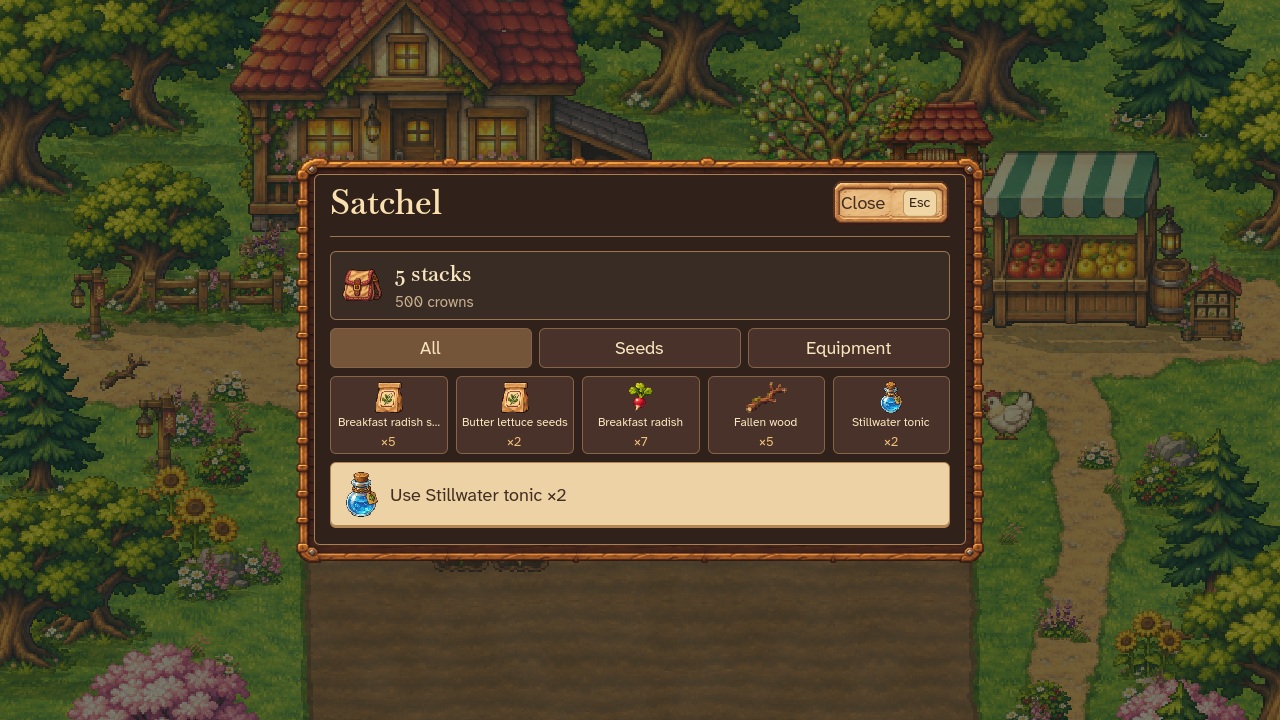 Satchel
Close Esc
5 stacks
500 crowns
All Seeds Equipment
Breakfast radish s... Butter lettuce seeds Breakfast radish Fallen wood Stillwater tonic
×5 ×2 ×7 ×5 ×2
Use Stillwater tonic ×2